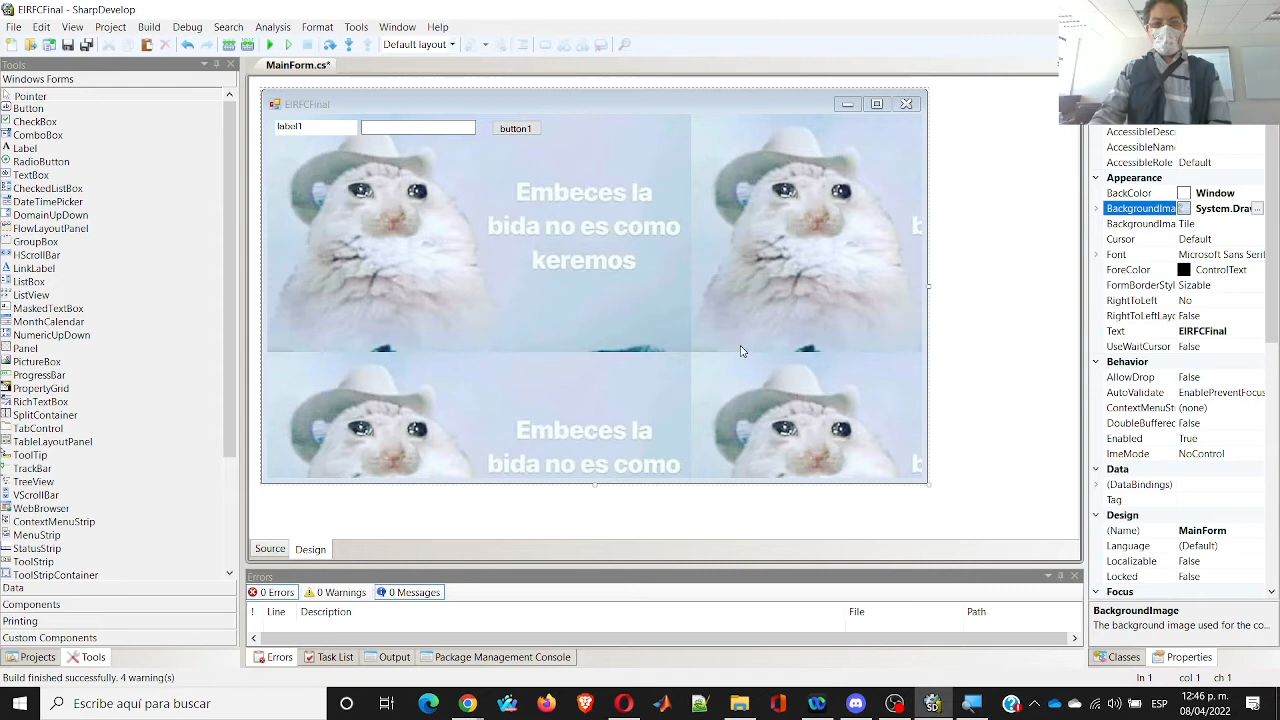 EIRFCFinal - SharpDevelop
File Edit View Project Build Debug Search Analysis Format Tools Window Help
Default layout
Tools
MainForm.cs*
Windows Forms
Pointer
Button
CheckBox
ComboBox
Label
RadioButton
TextBox
CheckedListBox
DateTimePicker
DomainUpDown
FlowLayoutPanel
GroupBox
HScrollBar
LinkLabel
ListBox
ListView
MaskedTextBox
MonthCalendar
NumericUpDown
Panel
PictureBox
ProgressBar
PropertyGrid
RichTextBox
SplitContainer
TabControl
TableLayoutPanel
ToolTip
TrackBar
TreeView
VScrollBar
WebBrowser
ContextMenuStrip
MenuStrip
StatusStrip
ToolStrip
ToolStripContainer
Data
Components
Printing
Custom Components
Projects Tools
EIRFCFinal
label1 button1
Embeces la
bida no es como
keremos
b
Embeces la
bida no es como
b
Source Design
Errors
0 Errors 0 Warnings 0 Messages
! Line Description File Path
Errors Task List Output Package Management Console
AccessibleDesc
AccessibleNam
AccessibleRole Default
Appearance
BackColor Window
BackgroundIma System.Drav ...
BackgroundIma Tile
Cursor Default
Font Microsoft Sans Serif
ForeColor ControlText
FormBorderStyl Sizable
RightToLeft No
RightToLeftLay False
Text EIRFCFinal
UseWaitCursor False
Behavior
AllowDrop False
AutoValidate EnablePreventFocus
ContextMenuSt (none)
DoubleBuffered False
Enabled True
ImeMode NoControl
Data
(DataBindings)
Tag
Design
(Name) MainForm
Language (Default)
Localizable False
Locked False
Focus
BackgroundImage
The background image used for the co...
Classes Properties
Build finished successfully. 4 warning(s)
ln 1 col 1 ch 1
Escribe aquí para buscar
ESP
12:46 p. m.
08/04/2022